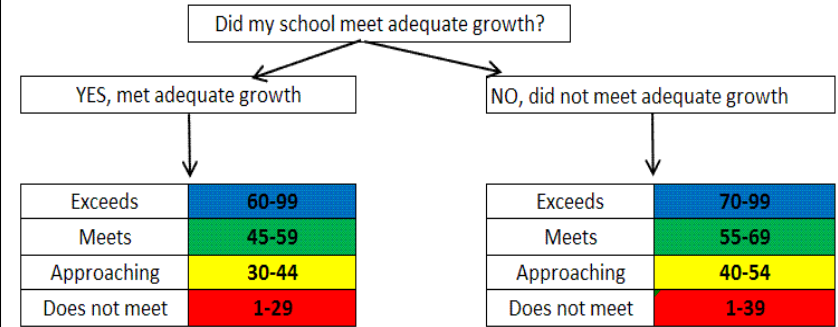 Did my school meet adequate growth?
YES, met adequate growth
NO, did not meet adequate growth
Exceeds 60-99
Meets 45-59
Approaching 30-44
Does not meet 1-29
Exceeds 70-99
Meets 55-69
Approaching 40-54
Does not meet 1-39